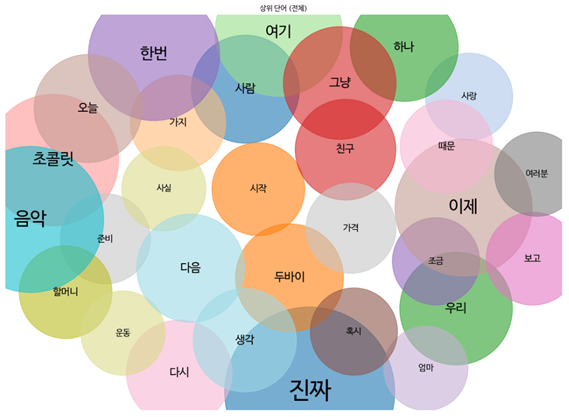 상위 단어 (전체)
여기
하나
한번
그냥
사람
사랑
오늘
가지
때문
친구
초콜릿
여러분
사실
시작
이제
음악
가격
준비
보고
조금
다음
두바이
할머니
우리
혹시
운동
생각
엄마
다시
진짜